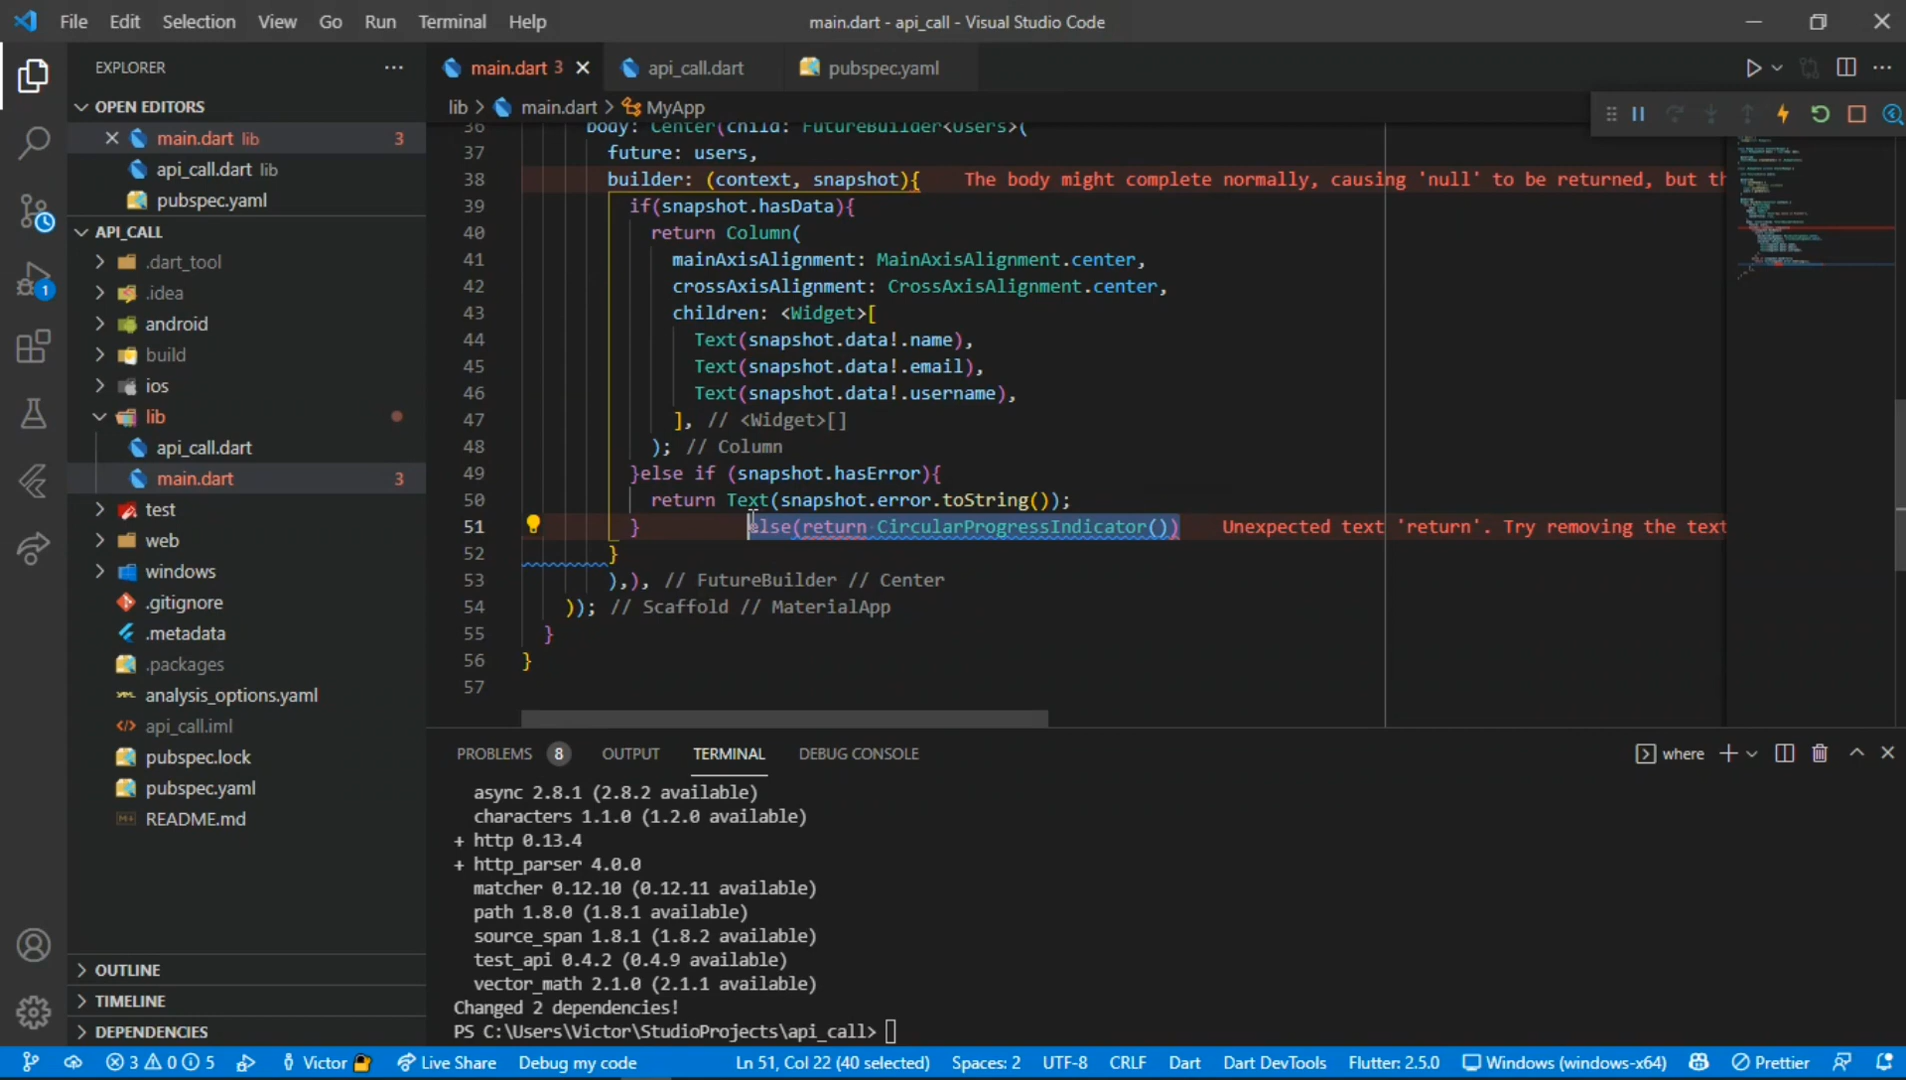 File Edit Selection View Go Run Terminal Help main.dart - api_call - Visual Studio Code
EXPLORER
OPEN EDITORS
main.dart lib 3
api_call.dart lib
pubspec.yaml
API_CALL
.dart_tool
.idea
android
build
ios
lib
api_call.dart
main.dart 3
test
web
windows
.gitignore
.metadata
.packages
analysis_options.yaml
api_call.iml
pubspec.lock
pubspec.yaml
README.md
OUTLINE
TIMELINE
DEPENDENCIES
1
main.dart 3 api_call.dart pubspec.yaml
lib > main.dart > MyApp
36 body: Center(child: FutureBuilder<Users>(
37 future: users,
38 builder: (context, snapshot){ The body might complete normally, causing 'null' to be returned, but th
39 if(snapshot.hasData){
40 return Column(
41 mainAxisAlignment: MainAxisAlignment.center,
42 crossAxisAlignment: CrossAxisAlignment.center,
43 children: <Widget>[
44 Text(snapshot.data!.name),
45 Text(snapshot.data!.email),
46 Text(snapshot.data!.username),
47 ], // <Widget>[]
48 ); // Column
49 }else if (snapshot.hasError){
50 return Text(snapshot.error.toString());
51 } else(return CircularProgressIndicator()) Unexpected text 'return'. Try removing the text
52 }
53 ),), // FutureBuilder // Center
54 )); // Scaffold // MaterialApp
55 }
56 }
57
PROBLEMS 8 OUTPUT TERMINAL DEBUG CONSOLE where
async 2.8.1 (2.8.2 available)
characters 1.1.0 (1.2.0 available)
+ http 0.13.4
+ http_parser 4.0.0
matcher 0.12.10 (0.12.11 available)
path 1.8.0 (1.8.1 available)
source_span 1.8.1 (1.8.2 available)
test_api 0.4.2 (0.4.9 available)
vector_math 2.1.0 (2.1.1 available)
Changed 2 dependencies!
PS C:\Users\Victor\StudioProjects\api_call>
3 0 5 Victor Live Share Debug my code Ln 51, Col 22 (40 selected) Spaces: 2 UTF-8 CRLF Dart Dart DevTools Flutter: 2.5.0 Windows (windows-x64) Prettier